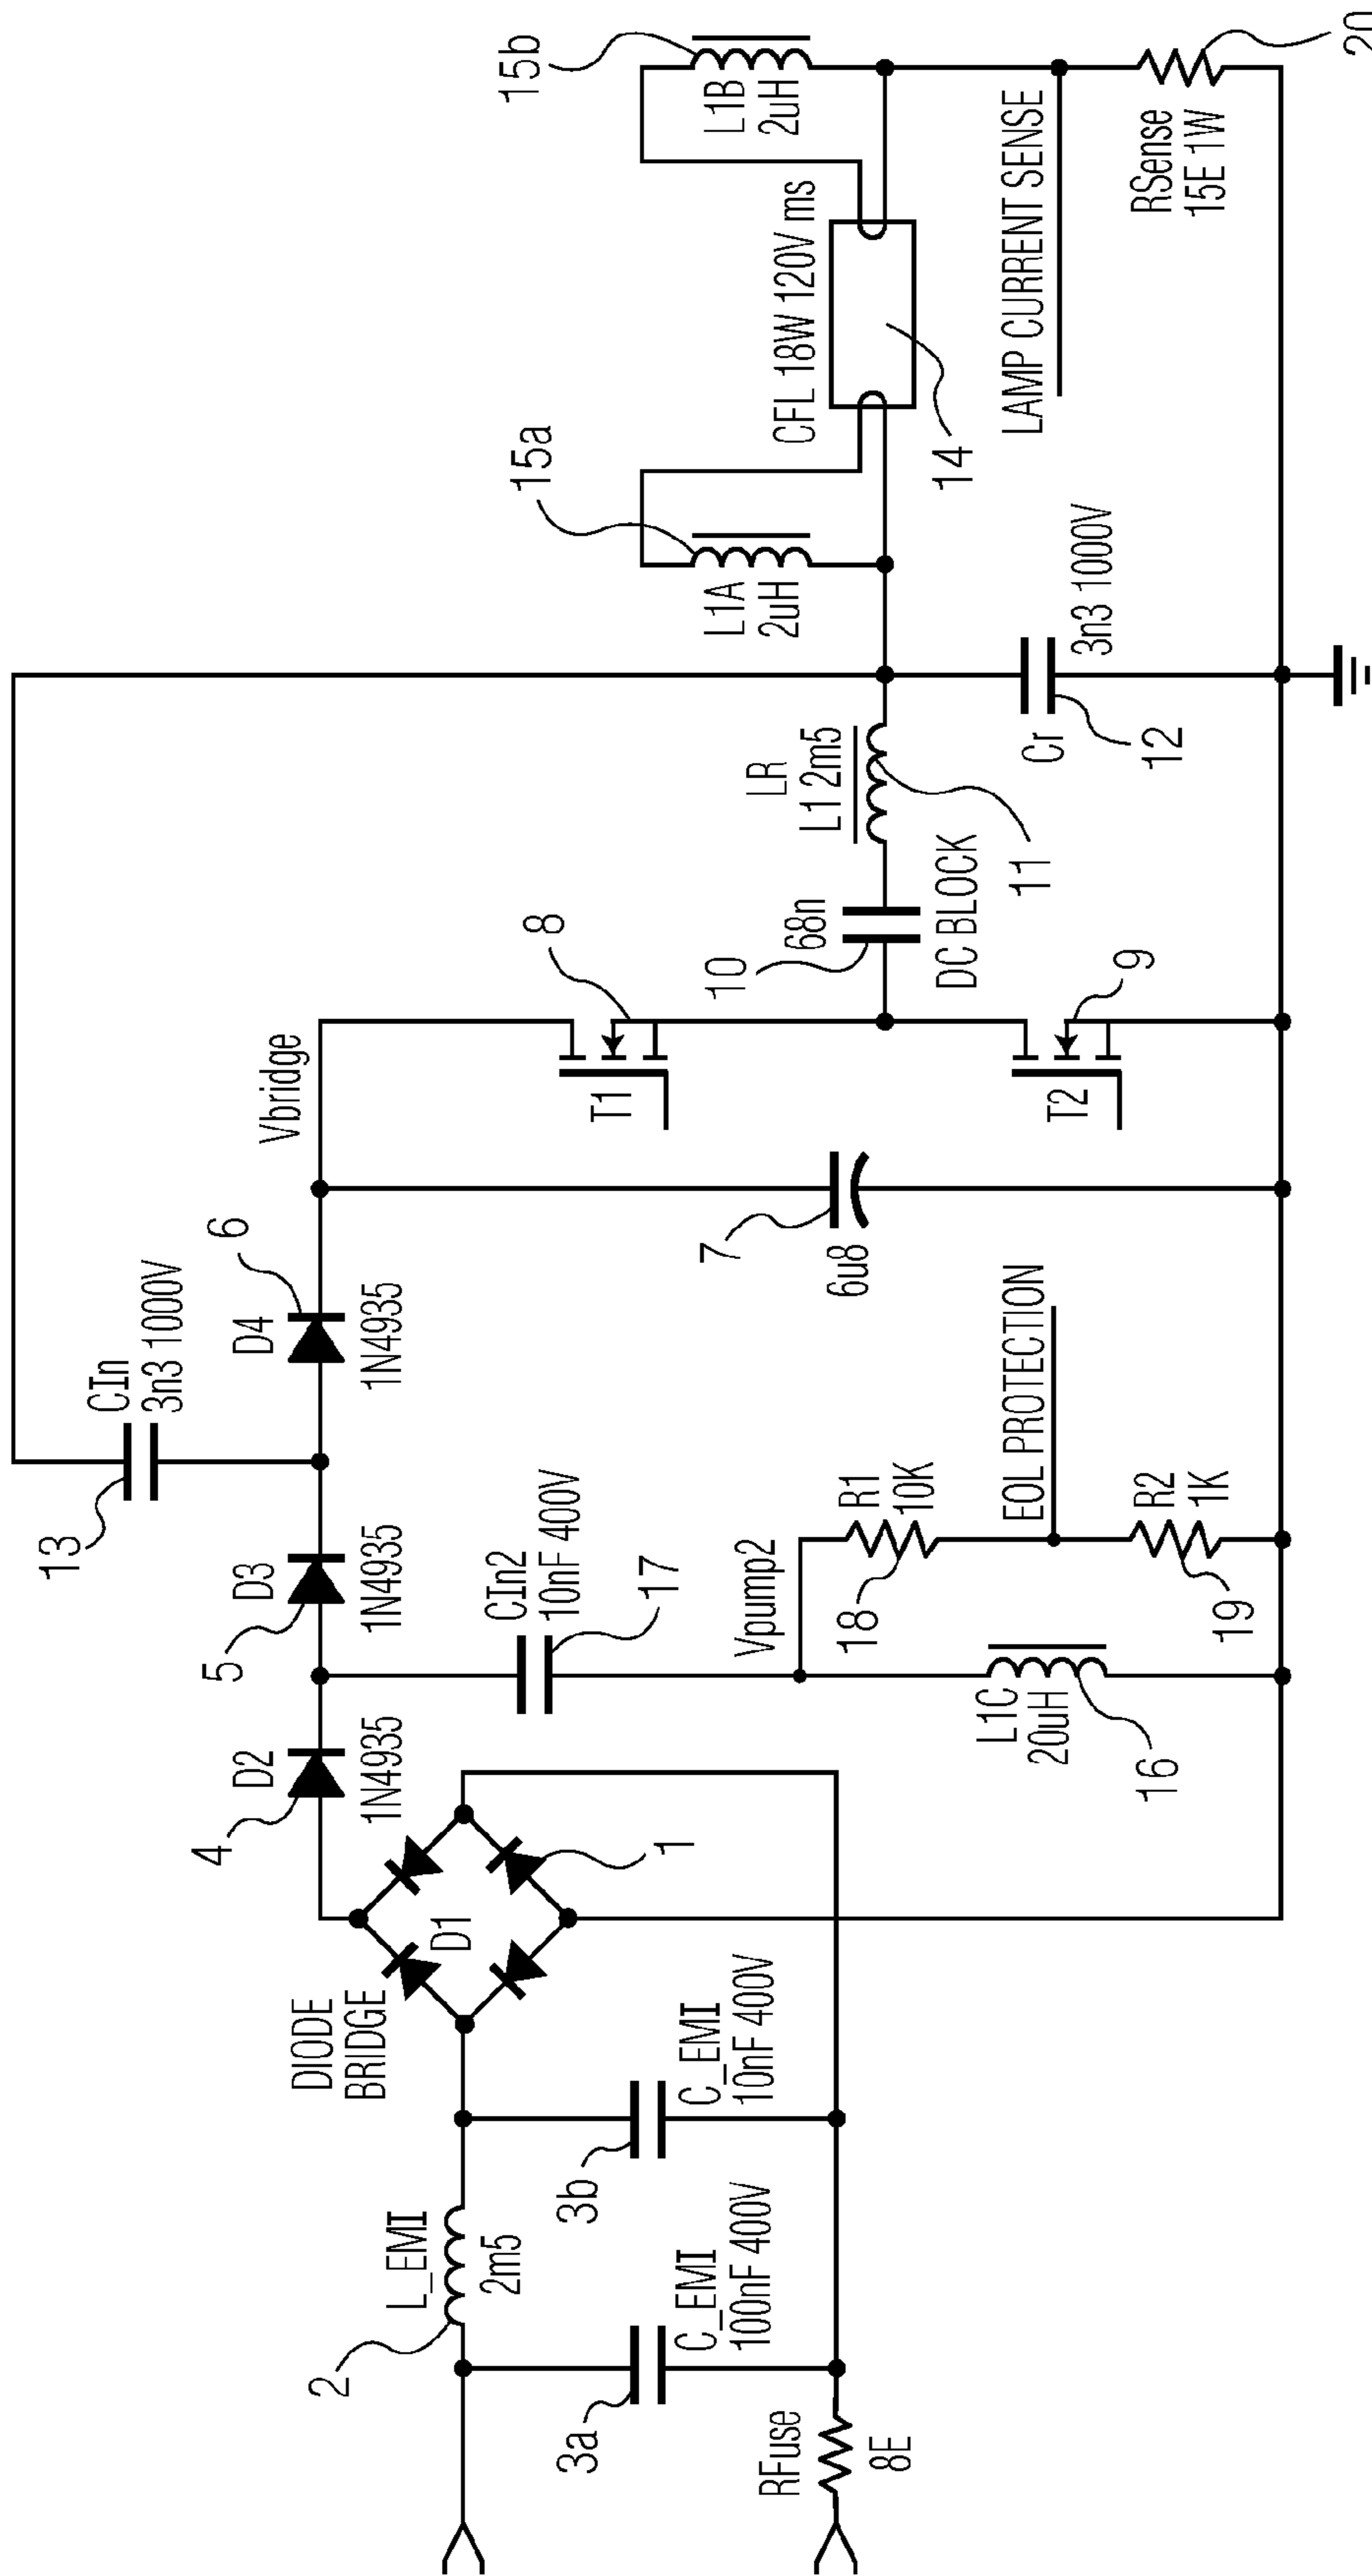 13
CIn
3n3 1000V
5
D3
1N4935
D4
6
1N4935
Vbridge
4
D2
1N4935
DIODE
BRIDGE
D1
1
2
L_EMI
2m5
3a
C_EMI
100nF 400V
3b
C_EMI
10nF 400V
RFuse
8E
CIn2
10nF 400V
17
Vpump2
L1C
20uH
16
R1
10K
18
EOL PROTECTION
R2
1K
19
7
6u8
T1
8
T2
9
10
68n
DC BLOCK
LR
L1 2m5
11
Cr
12
3n3 1000V
15a
L1A
2uH
15b
L1B
2uH
CFL 18W 120V ms
14
LAMP CURRENT SENSE
RSense
15E 1W
20